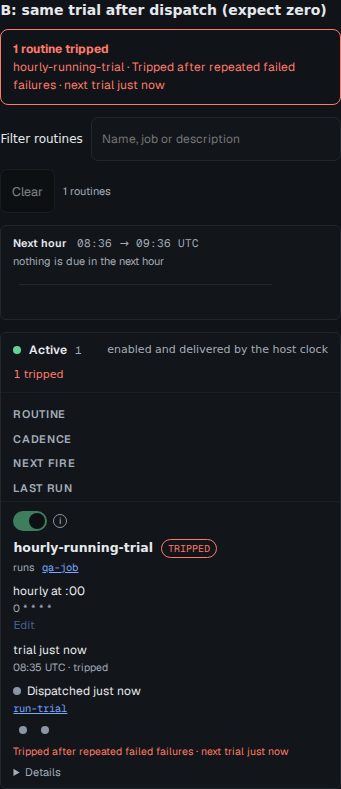 B: same trial after dispatch (expect zero)
1 routine tripped
hourly-running-trial · Tripped after repeated failed
failures · next trial just now
Filter routines
Name, job or description
Clear
1 routines
Next hour 08:36 → 09:36 UTC
nothing is due in the next hour
Active 1 enabled and delivered by the host clock
1 tripped
ROUTINE
CADENCE
NEXT FIRE
LAST RUN
hourly-running-trial TRIPPED
runs qa-job
hourly at :00
0 * * * *
Edit
trial just now
08:35 UTC · tripped
Dispatched just now
run-trial
Tripped after repeated failed failures · next trial just now
Details